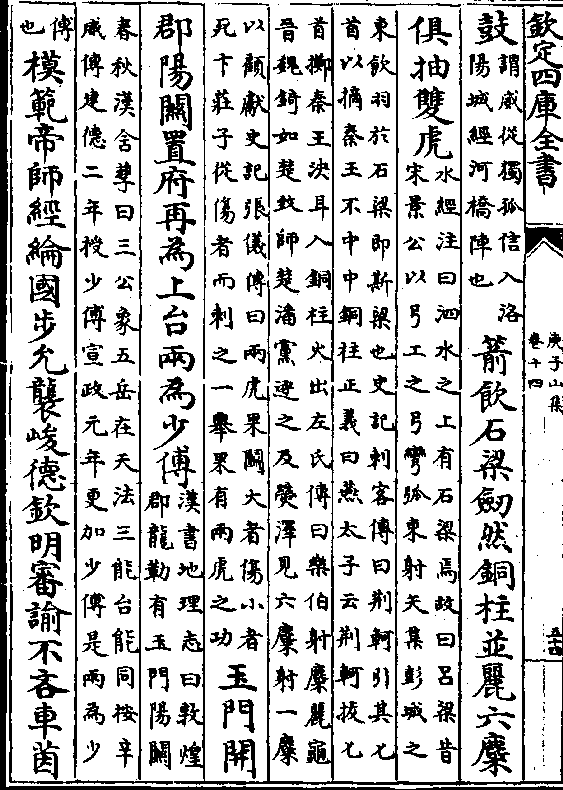 欽定四庫全書
庾子山集
卷十四
五十四
鼓謂威從獨孤信入洛
陽城經河橋陣也箭飲石梁劒然銅柱並麗六麋
俱抽雙虎水經注曰泗水之上有石梁焉故曰呂梁昔
宋景公以弓工之弓彎弧東射矢集彭城之
東飲羽於石梁即斯梁也史記刺客傳曰荆軻引其匕
首以擿秦王不中中銅柱正義曰燕太子云荆軻拔匕
首擲秦王決耳入銅柱火出左氏傳曰樂伯射麋麗龜
晉魏錡如楚致師楚潘黨逐之及熒澤見六麋射一麋
以顧獻史記張儀傳曰兩虎果鬬大者傷小者
死卞莊子從傷者而刺之一舉果有兩虎之功玉門開
郡陽關置府再為上台兩為少傅漢書地理志曰敦煌
郡龍勒有玉門陽關
春秋漢含孳曰三公象五岳在天法三能台能同按辛
威傅建德二年授少傅宣政元年更加少傅是兩為少
傅
也模範帝師經綸國步允襲峻德欽明審諭不吝車茵